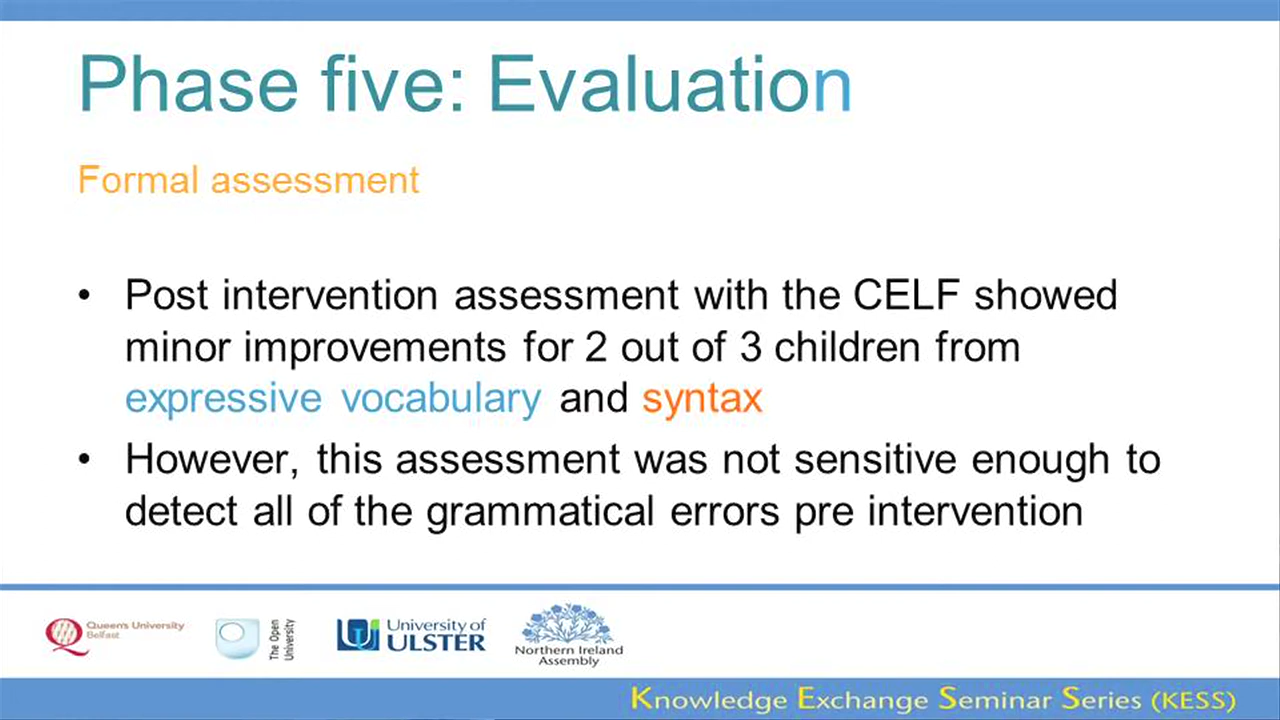 Phase five: Evaluation
Formal assessment
• Post intervention assessment with the CELF showed
minor improvements for 2 out of 3 children from
expressive vocabulary and syntax
• However, this assessment was not sensitive enough to
detect all of the grammatical errors pre intervention
Queen's University
Belfast
The Open
University
University of
ULSTER
Northern Ireland
Assembly
Knowledge Exchange Seminar Series (KESS)